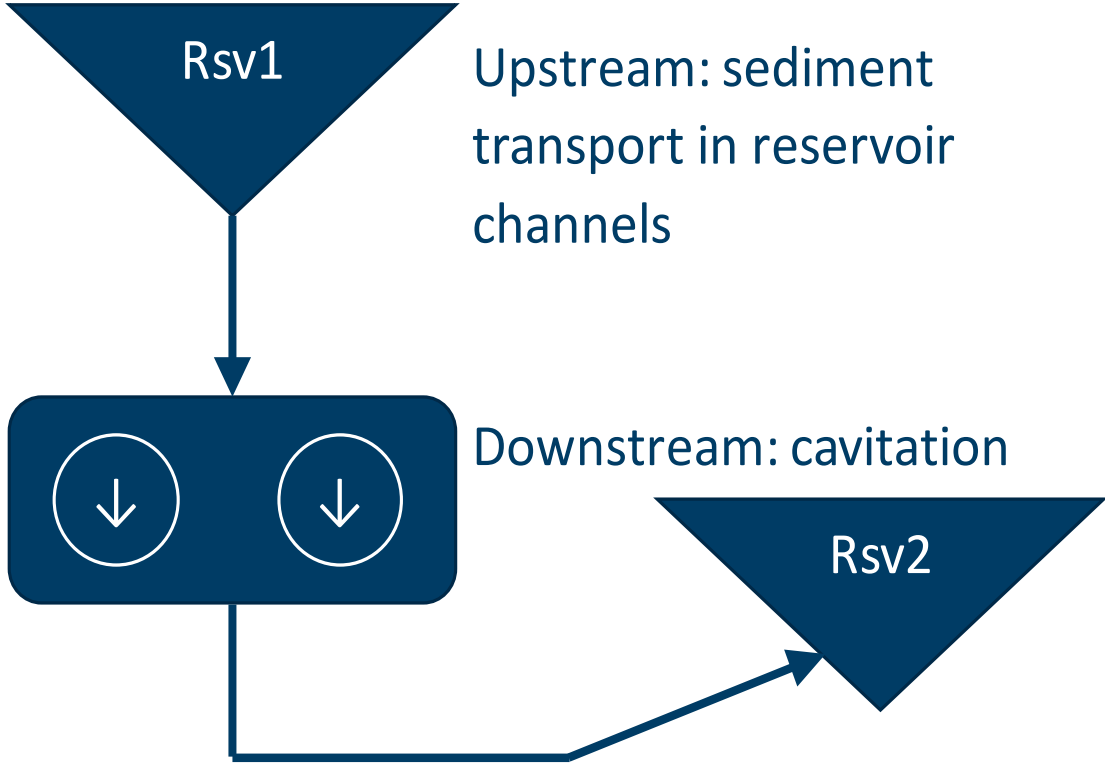 Rsv1
Upstream: sediment
transport in reservoir
channels
Downstream: cavitation
Rsv2